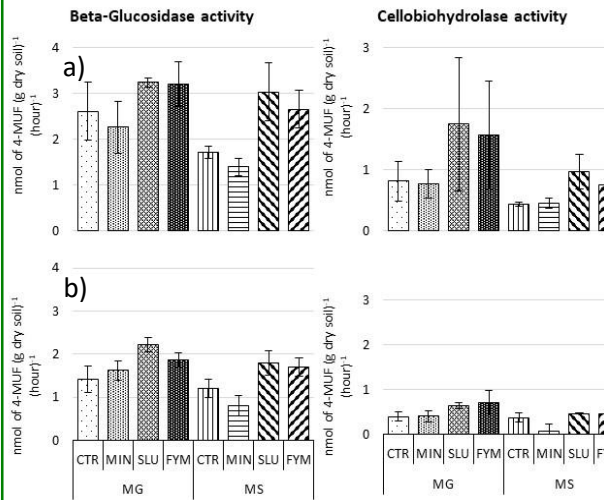 Beta-Glucosidase activity
Cellobiohydrolase activity
a)
nmol of 4-MUF (g dry soil)⁻¹
(hour)⁻¹
4
3
2
1
0
nmol of 4-MUF (g dry soil)⁻¹
(hour)⁻¹
3
2
1
0
b)
nmol of 4-MUF (g dry soil)⁻¹
(hour)⁻¹
4
3
2
1
0
CTR MIN SLU FYM CTR MIN SLU FYM
MG MS
nmol of 4-MUF (g dry soil)⁻¹
(hour)⁻¹
3
2
1
0
CTR MIN SLU FYM CTR MIN SLU
MG MS